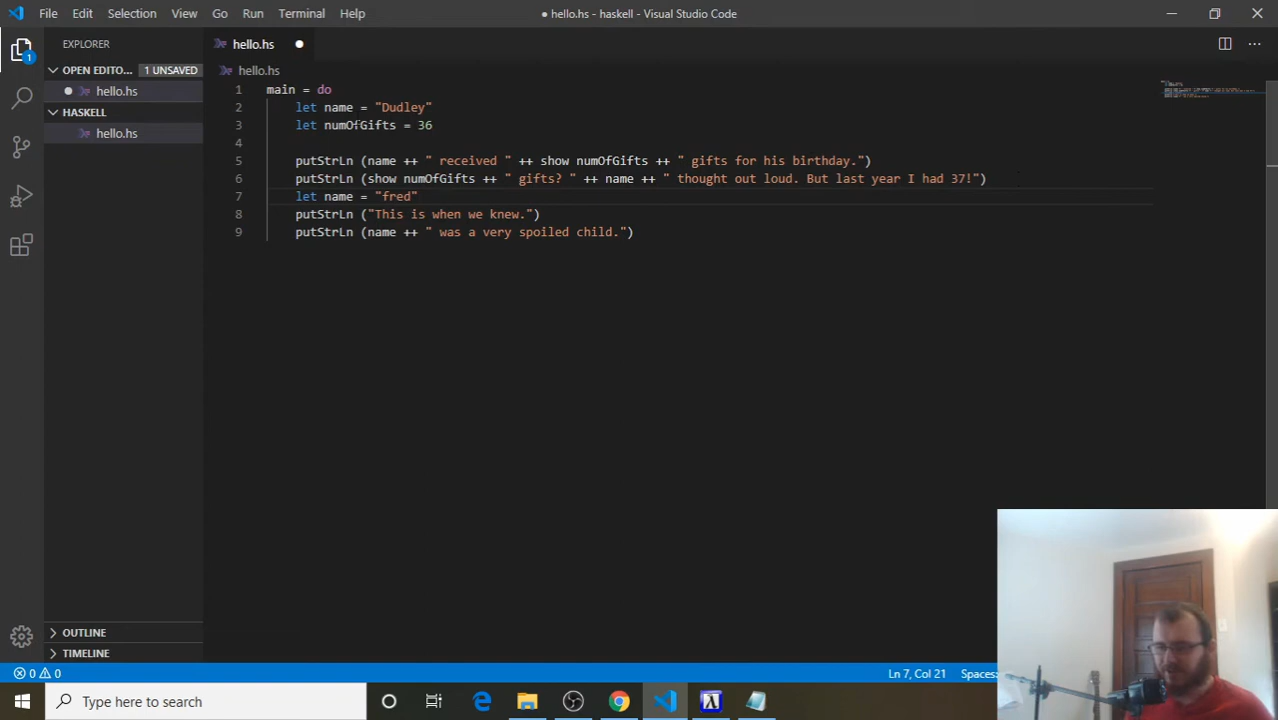 File Edit Selection View Go Run Terminal Help
● hello.hs - haskell - Visual Studio Code
EXPLORER
hello.hs ●
OPEN EDITO... 1 UNSAVED
● hello.hs
HASKELL
hello.hs
hello.hs
1 main = do
2 let name = "Dudley"
3 let numOfGifts = 36
4
5 putStrLn (name ++ " received " ++ show numOfGifts ++ " gifts for his birthday.")
6 putStrLn (show numOfGifts ++ " gifts? " ++ name ++ " thought out loud. But last year I had 37!")
7 let name = "fred"
8 putStrLn ("This is when we knew.")
9 putStrLn (name ++ " was a very spoiled child.")
OUTLINE
TIMELINE
1
0 0
Ln 7, Col 21
Spaces:
Type here to search